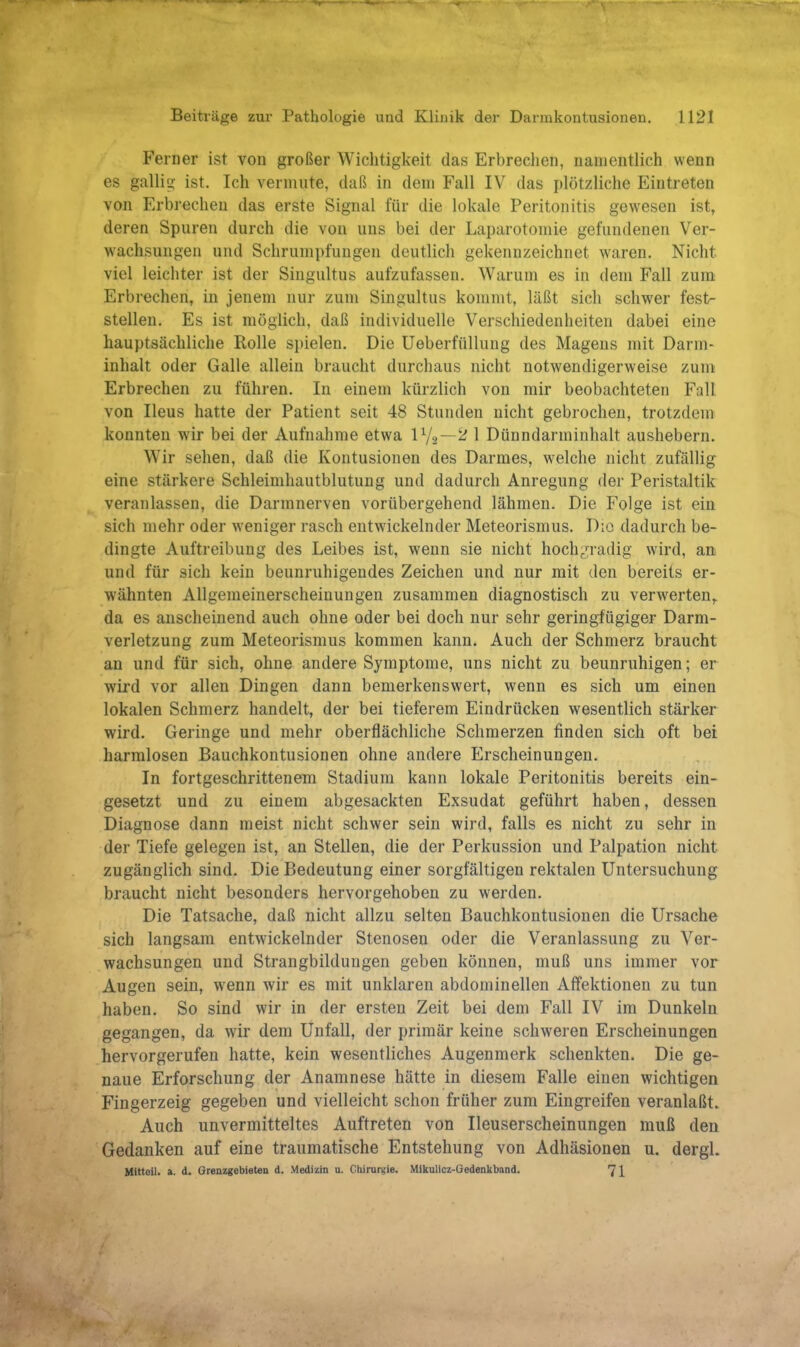 Beiträge zur Pathologie und Klinik der Darmkontusionen. 1121
Ferner ist von großer Wichtigkeit das Erbrechen, namentlich wenn
es gallig ist. Ich vermute, daß in dem Fall IV das plötzliche Eintreten
von Erbrechen das erste Signal für die lokale Peritonitis gewesen ist,
deren Spuren durch die von uns bei der Laparotomie gefundenen Ver-
wachsungen und Schrumpfungen deutlich gekennzeichnet waren. Nicht
viel leichter ist der Singultus aufzufassen. Warum es in dem Fall zum
Erbrechen, in jenem nur zum Singultus kommt, läßt sich schwer fest-
stellen. Es ist möglich, daß individuelle Verschiedenheiten dabei eine
hauptsächliche Rolle spielen. Die Ueberfüllung des Magens mit Darm-
inhalt oder Galle allein braucht durchaus nicht notwendigerweise zum
Erbrechen zu führen. In einem kürzlich von mir beobachteten Fall
von Ileus hatte der Patient seit 48 Stunden nicht gebrochen, trotzdem
konnten wir bei der Aufnahme etwa 1½—2 l Dünndarminhalt aushebern.
Wir sehen, daß die Kontusionen des Darmes, welche nicht zufällig
eine stärkere Schleimhautblutung und dadurch Anregung der Peristaltik
veranlassen, die Darmnerven vorübergehend lähmen. Die Folge ist ein
sich mehr oder weniger rasch entwickelnder Meteorismus. Die dadurch be-
dingte Auftreibung des Leibes ist, wenn sie nicht hochgradig wird, an
und für sich kein beunruhigendes Zeichen und nur mit den bereits er-
wähnten Allgemeinerscheinungen zusammen diagnostisch zu verwerten,
da es anscheinend auch ohne oder bei doch nur sehr geringfügiger Darm-
verletzung zum Meteorismus kommen kann. Auch der Schmerz braucht
an und für sich, ohne andere Symptome, uns nicht zu beunruhigen; er
wird vor allen Dingen dann bemerkenswert, wenn es sich um einen
lokalen Schmerz handelt, der bei tieferem Eindrücken wesentlich stärker
wird. Geringe und mehr oberflächliche Schmerzen finden sich oft bei
harmlosen Bauchkontusionen ohne andere Erscheinungen.
In fortgeschrittenem Stadium kann lokale Peritonitis bereits ein-
gesetzt und zu einem abgesackten Exsudat geführt haben, dessen
Diagnose dann meist nicht schwer sein wird, falls es nicht zu sehr in
der Tiefe gelegen ist, an Stellen, die der Perkussion und Palpation nicht
zugänglich sind. Die Bedeutung einer sorgfältigen rektalen Untersuchung
braucht nicht besonders hervorgehoben zu werden.
Die Tatsache, daß nicht allzu selten Bauchkontusionen die Ursache
sich langsam entwickelnder Stenosen oder die Veranlassung zu Ver-
wachsungen und Strangbildungen geben können, muß uns immer vor
Augen sein, wenn wir es mit unklaren abdominellen Affektionen zu tun
haben. So sind wir in der ersten Zeit bei dem Fall IV im Dunkeln
gegangen, da wir dem Unfall, der primär keine schweren Erscheinungen
hervorgerufen hatte, kein wesentliches Augenmerk schenkten. Die ge-
naue Erforschung der Anamnese hätte in diesem Falle einen wichtigen
Fingerzeig gegeben und vielleicht schon früher zum Eingreifen veranlaßt.
Auch unvermitteltes Auftreten von Ileuserscheinungen muß den
Gedanken auf eine traumatische Entstehung von Adhäsionen u. dergl.
Mitteil. a. d. Grenzgebieten d. Medizin u. Chirurgie. Mikulicz-Gedenkband. 71